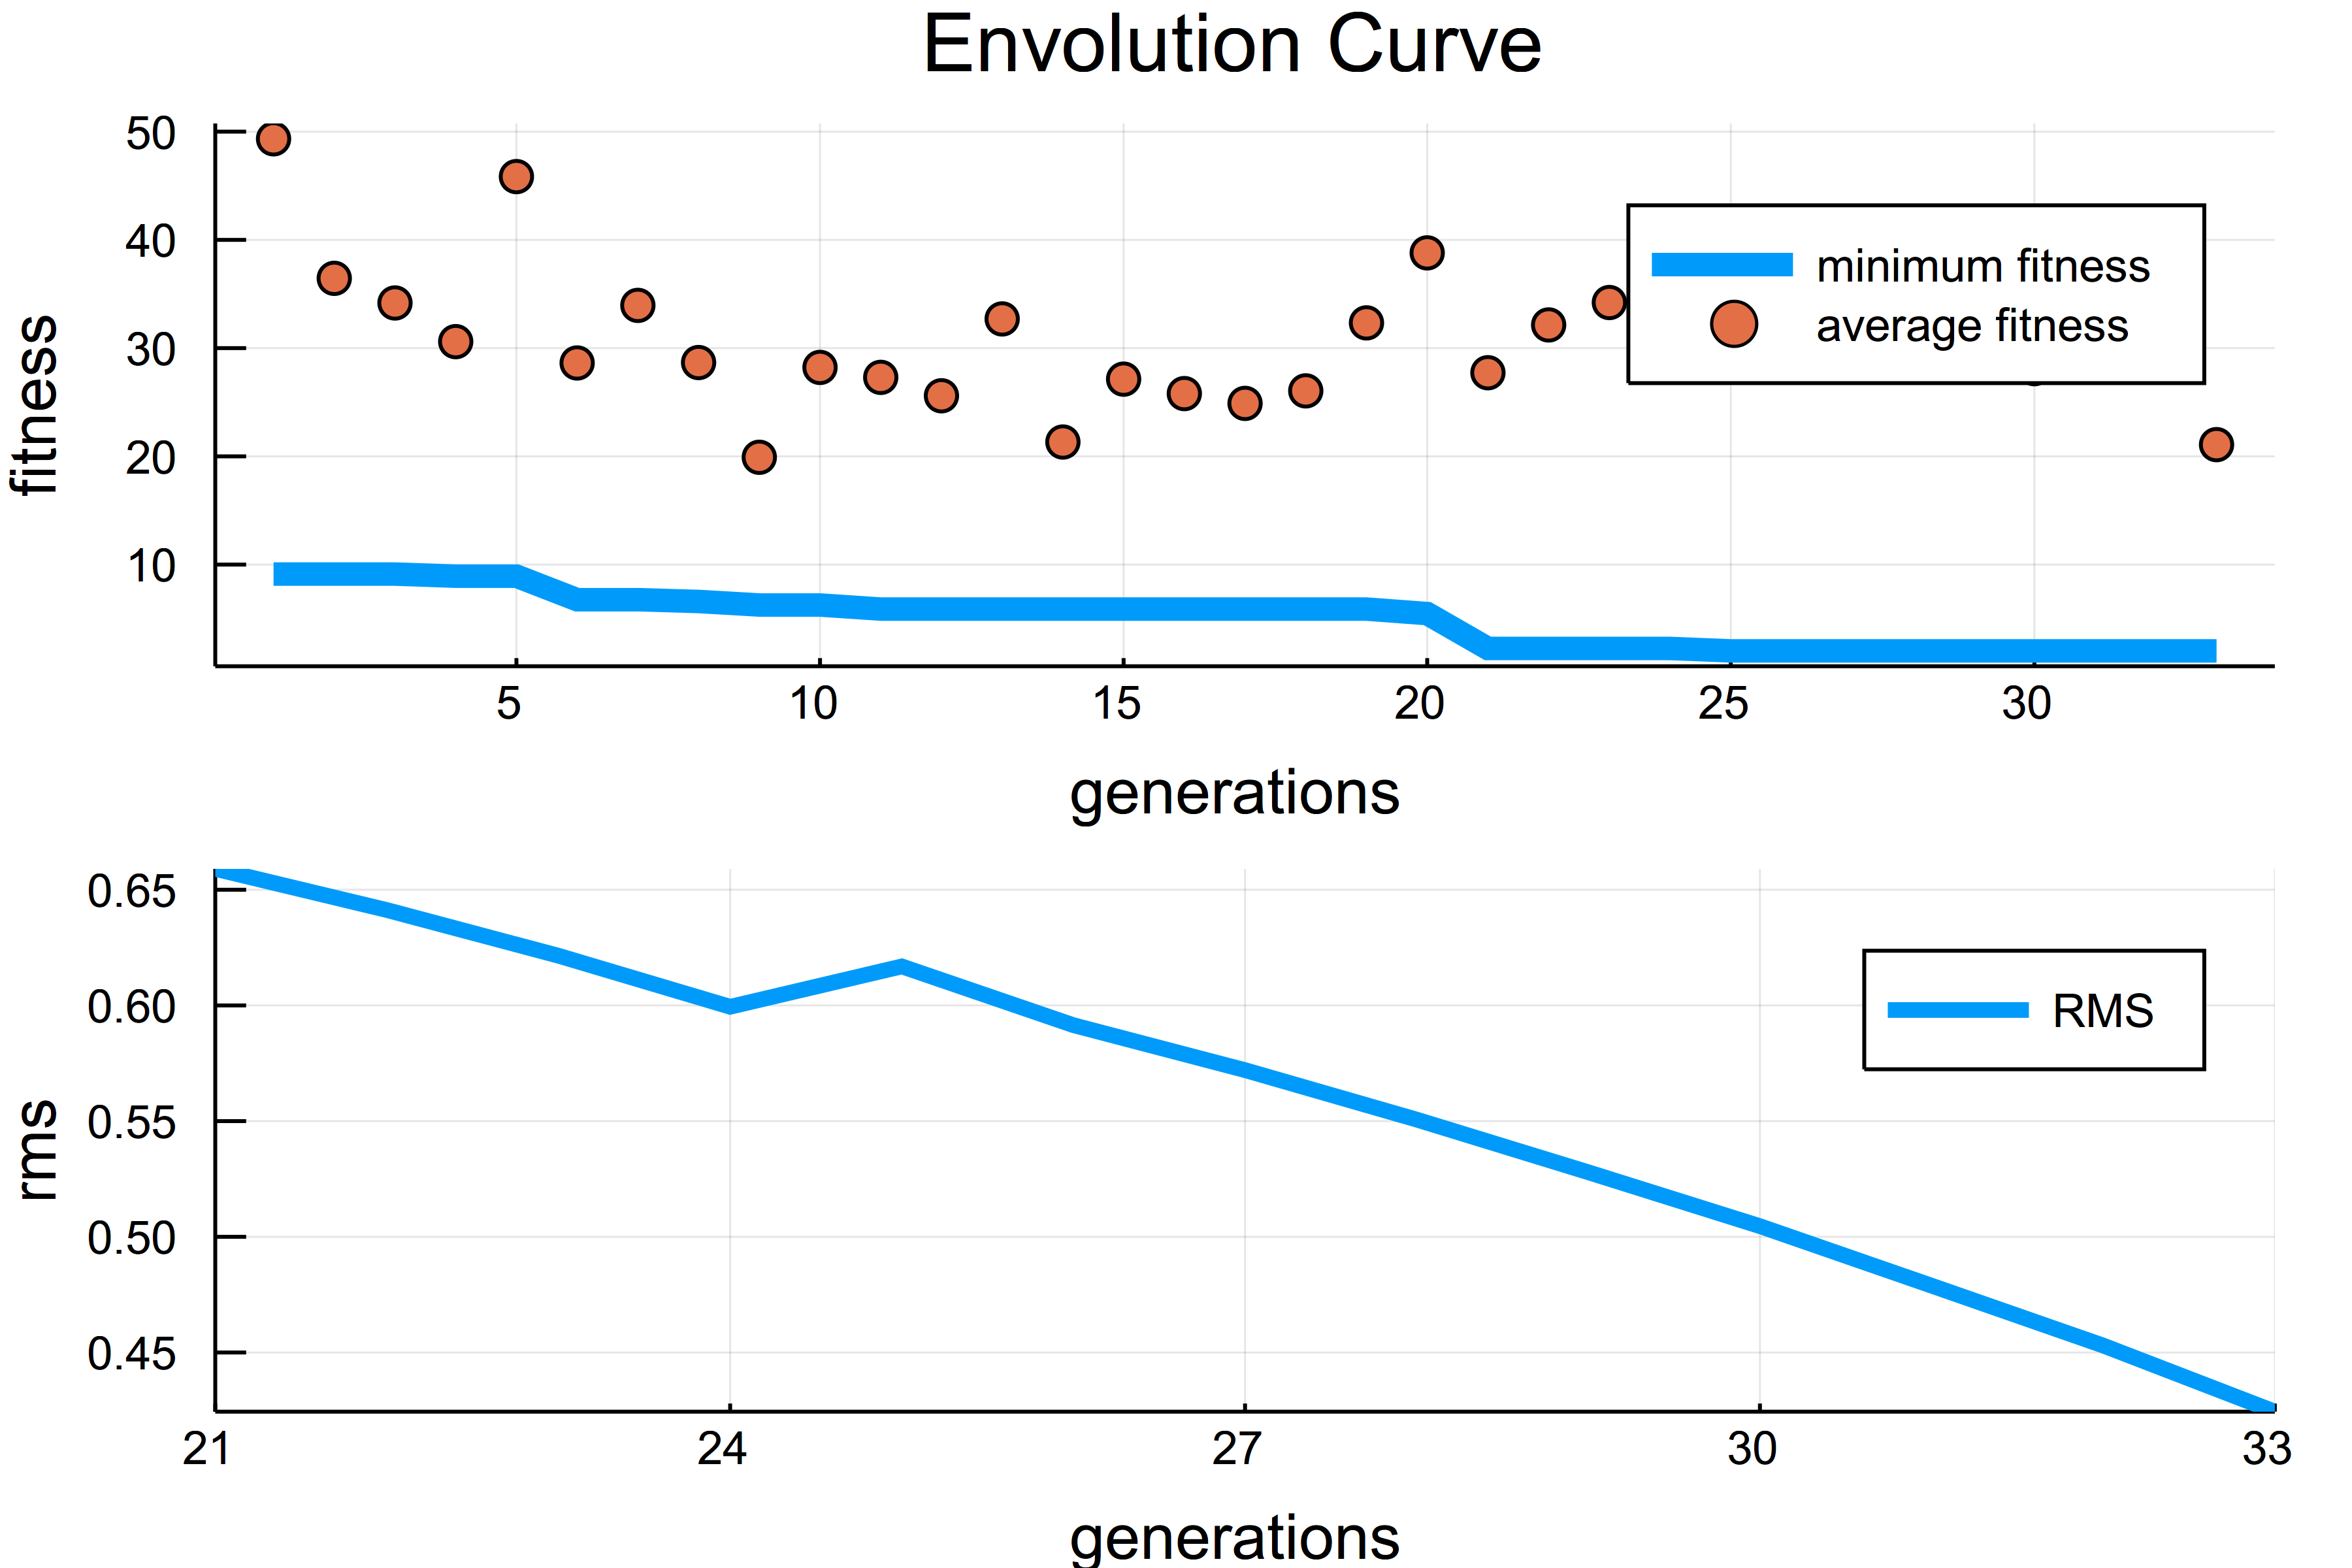 Envolution Curve
50
40
30
20
10
fitness
minimum fitness
average fitness
5 10 15 20 25 30
generations
0.65
0.60
0.55
0.50
0.45
rms
RMS
21 24 27 30 33
generations